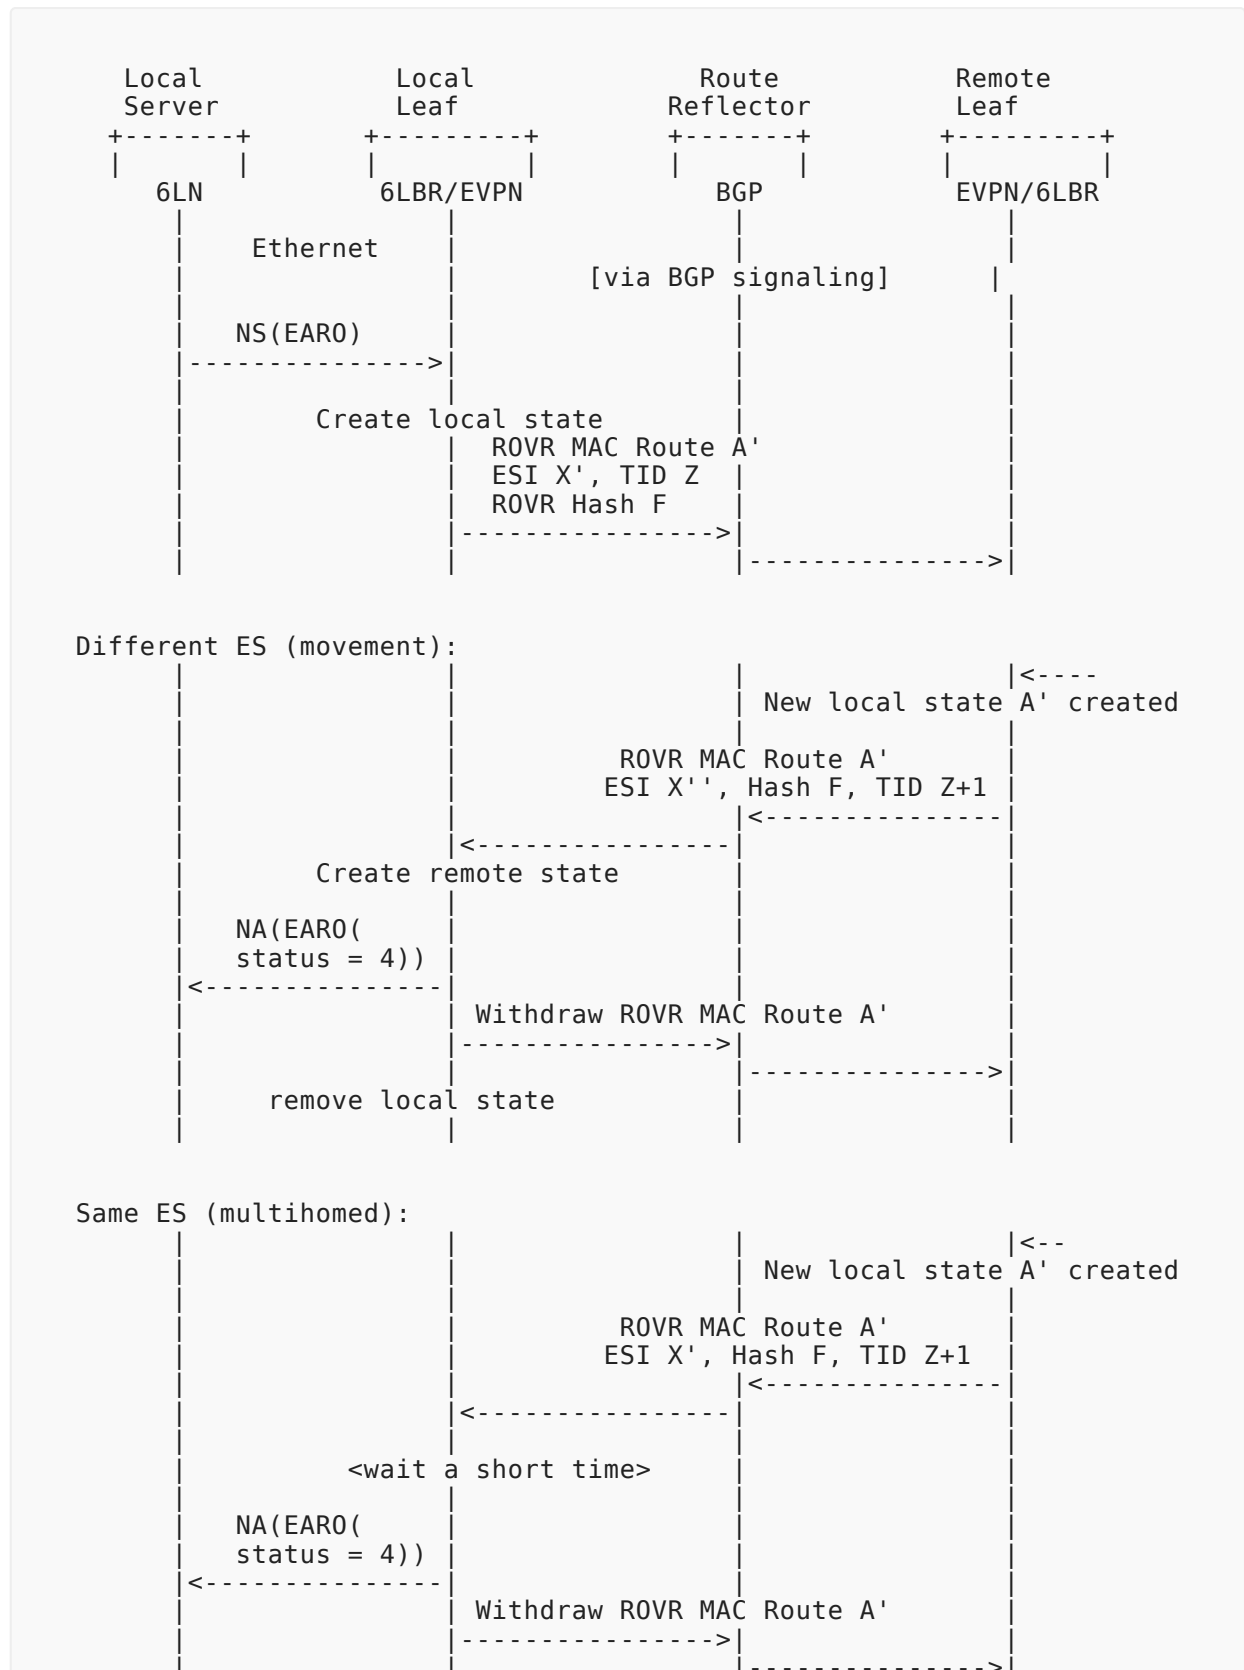 Local Local Route Remote
Server Leaf Reflector Leaf
+-------+ +---------+ +-------+ +---------+
| | | | | | | |
6LN 6LBR/EVPN BGP EVPN/6LBR
| | | |
| Ethernet | | |
| | [via BGP signaling] |
| | | |
| NS(EARO) | | |
|--------------->| | |
| | | |
| Create local state | |
| | ROVR MAC Route A' |
| | ESI X', TID Z | |
| | ROVR Hash F | |
| |---------------->| |
| | |--------------->|
Different ES (movement):
| | | |<----
| | | New local state A' created
| | | |
| | ROVR MAC Route A' |
| | ESI X'', Hash F, TID Z+1 |
| | |<---------------|
| |<-----------------| |
| Create remote state | |
| | | |
| NA(EARO( | | |
| status = 4)) | | |
|<---------------| | |
| | Withdraw ROVR MAC Route A' |
| |---------------->| |
| | |--------------->|
| remove local state | |
| | | |
Same ES (multihomed):
| | | |<--
| | | New local state A' created
| | | |
| | ROVR MAC Route A' |
| | ESI X', Hash F, TID Z+1 |
| | |<---------------|
| |<-----------------| |
| | | |
| <wait a short time> | |
| | | |
| NA(EARO( | | |
| status = 4)) | | |
|<---------------| | |
| | Withdraw ROVR MAC Route A' |
| |---------------->| |
| | |--------------->|